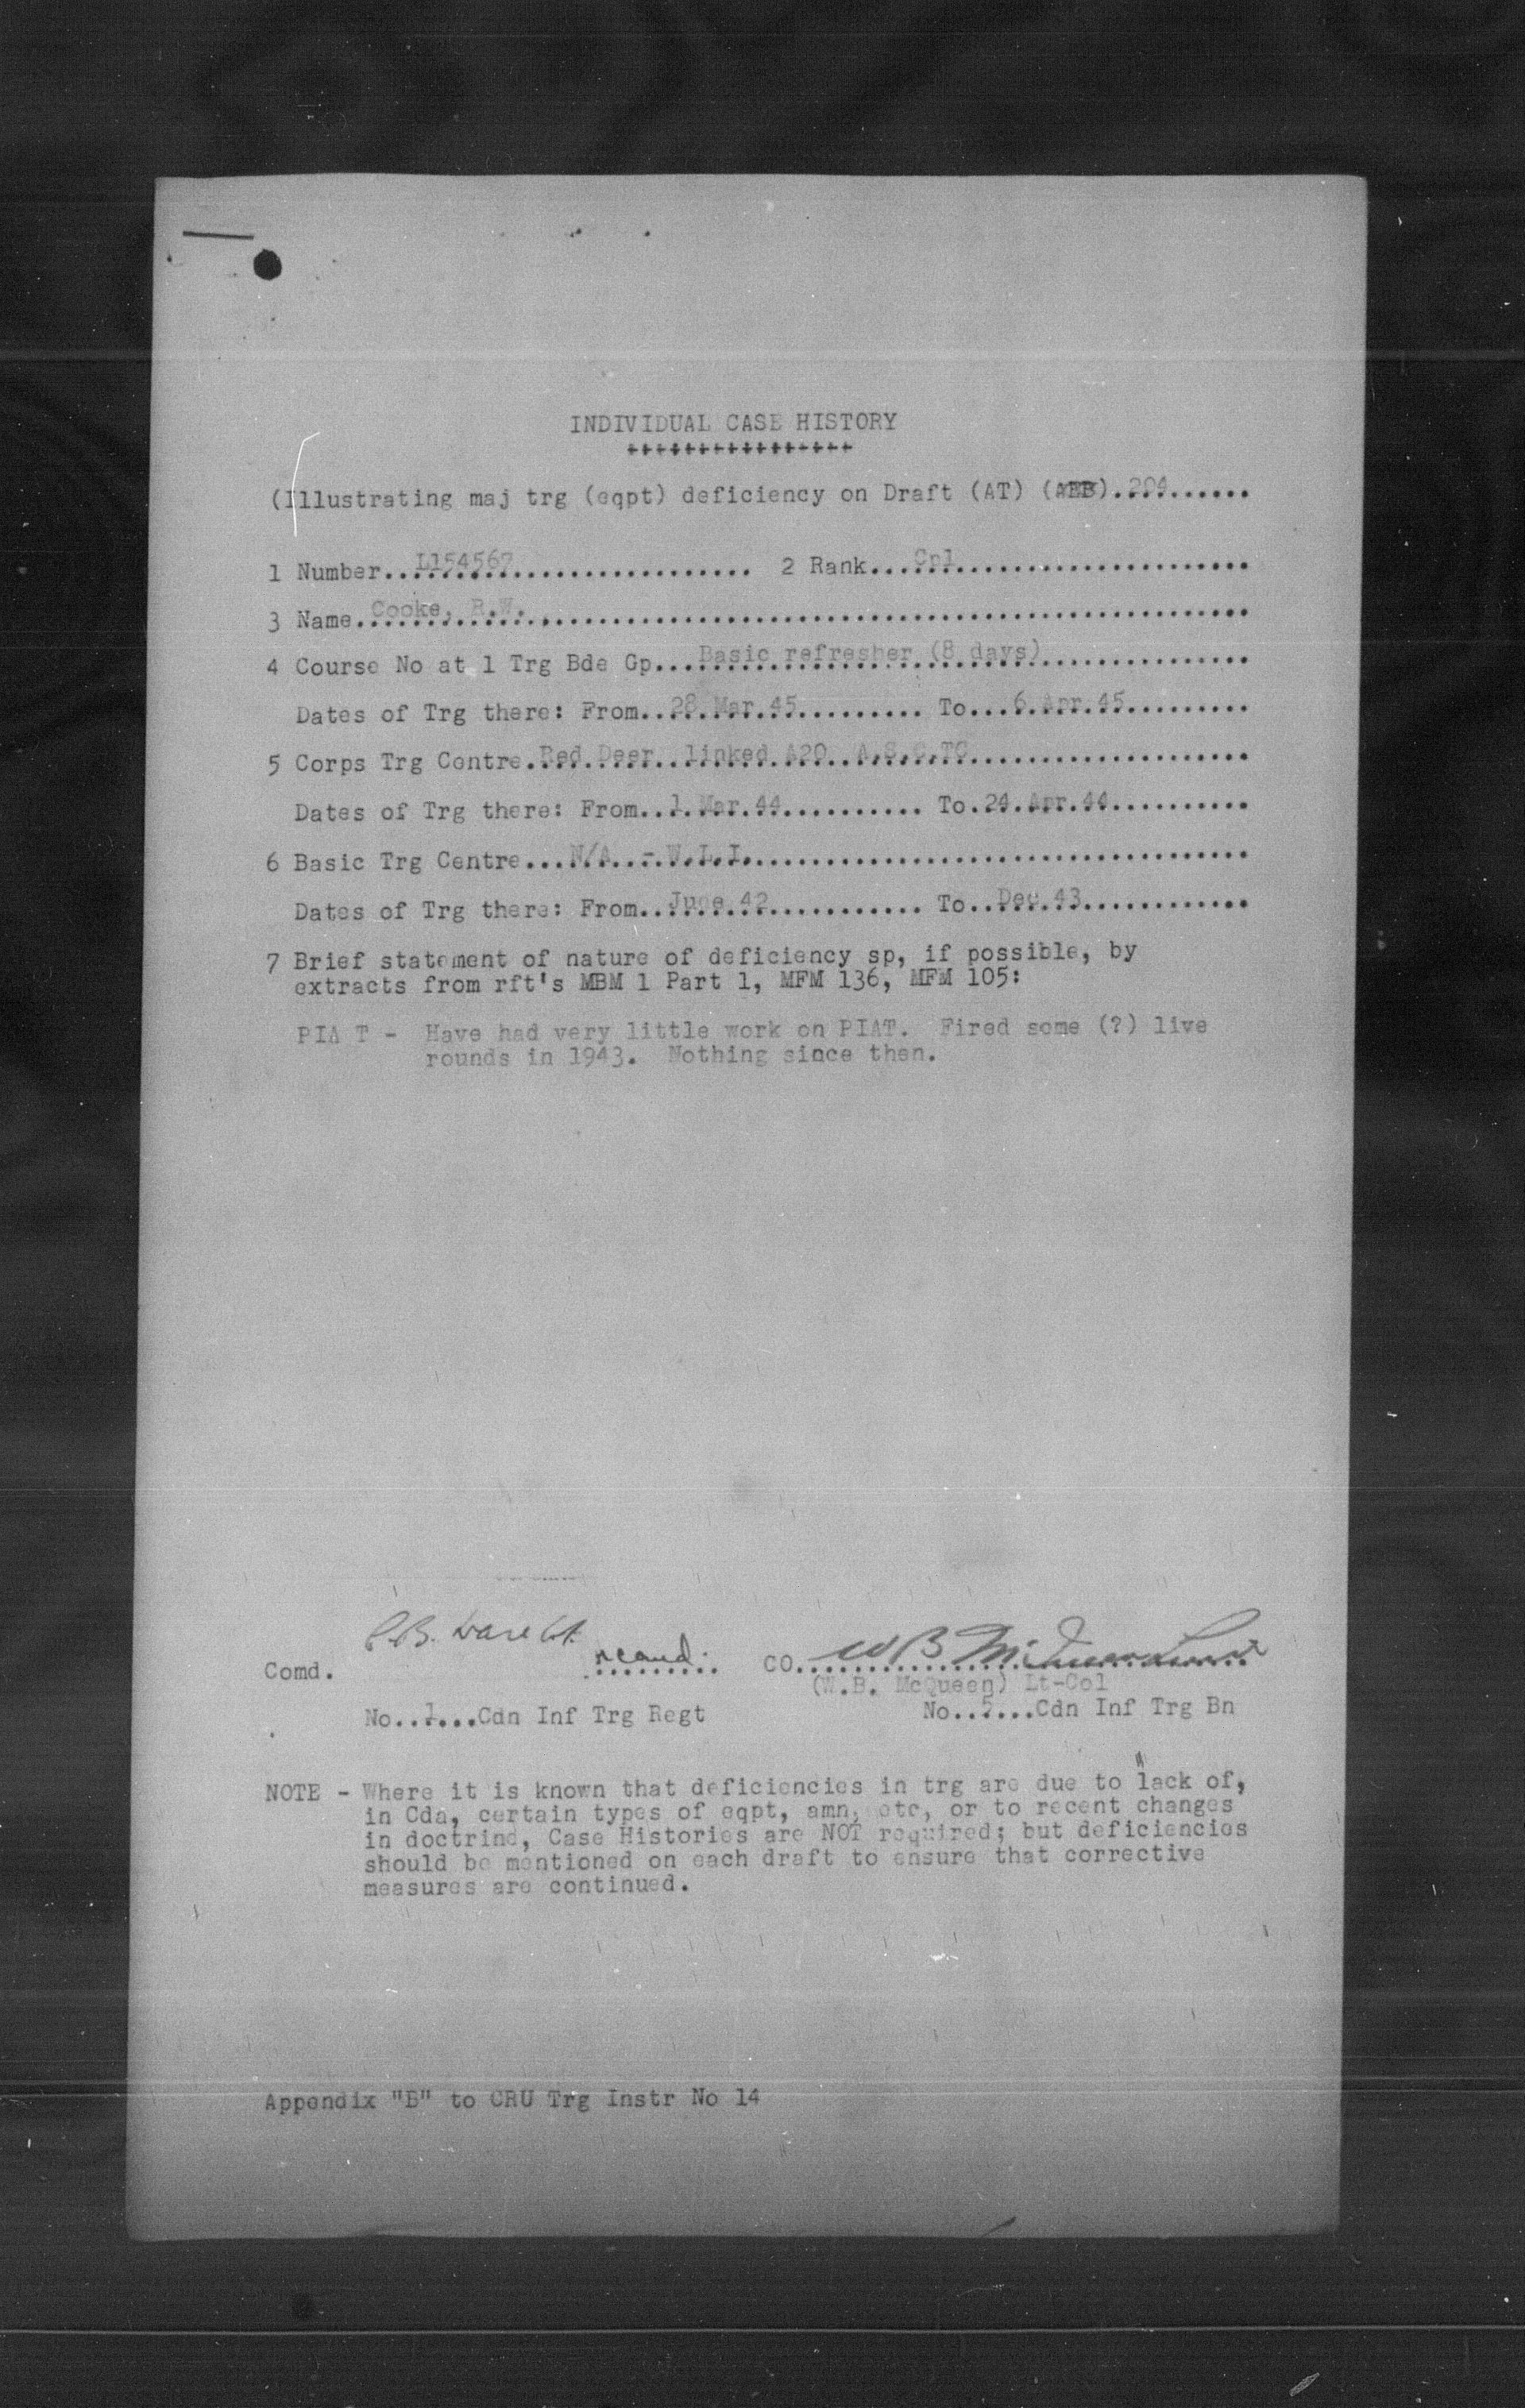 INDIVIDUAL CASE HISTORY
++++++++++++++++
(Illustrating maj trg (eqpt) deficiency on Draft (AT) (AEB)..204..........
1 Number...L154567.......................... 2 Rank....Cpl.....................
3 Name.Cooke, R.W...........................................................
4 Course No at 1 Trg Bde Gp....Basic refresher (8 days)...............
Dates of Trg there: From..28 Mar 45......... To...6 Apr 45.........
5 Corps Trg Centre.Red Deer linked A20 A.S.C.TC....................
Dates of Trg there: From..1 Mar 44.......... To.24 Apr 44..........
6 Basic Trg Centre...N/A - W.L.I...................................
Dates of Trg there: From..June 42........... To..Dec 43............
7 Brief statement of nature of deficiency sp, if possible, by
extracts from rft's MBM 1 Part 1, MFM 136, MFM 105:
PIA T - Have had very little work on PIAT. Fired some (?) live
rounds in 1943. Nothing since then.
Comd. ......... CO................................
(W.B. McQueen) Lt-Col
No..1...Cdn Inf Trg Regt No..5...Cdn Inf Trg Bn
NOTE - Where it is known that deficiencies in trg are due to "lack of,
in Cda, certain types of eqpt, amn, etc, or to recent changes
in doctrind, Case Histories are NOT required; but deficiencies
should be mentioned on each draft to ensure that corrective
measures are continued.
Appendix "B" to CRU Trg Instr No 14